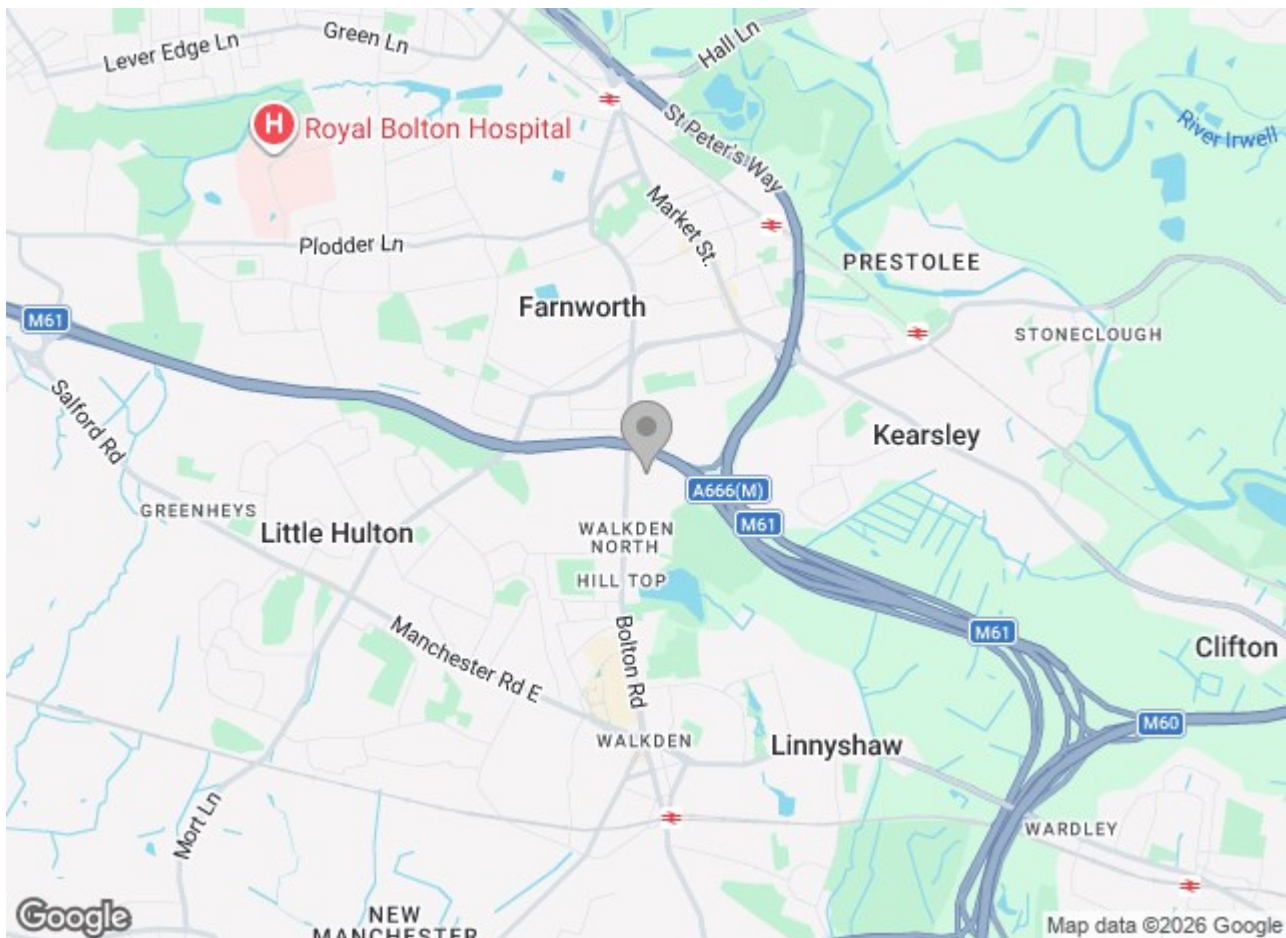 Lever Edge Ln
Green Ln
Hall Ln
H
Royal Bolton Hospital
St Peter's Way
River Irwell
Market St.
Plodder Ln
PRESTOLEE
Farnworth
M61
STONECLOUGH
Salford Rd
Kearsley
A666(M)
GREENHEYS
M61
Little Hulton
WALKDEN
NORTH
HILL TOP
Manchester Rd E
Bolton Rd
M61
Clifton
M60
WALKDEN
Linnyshaw
Mort Ln
WARDLEY
NEW
MANCHESTER
Google
Map data ©2026 Google